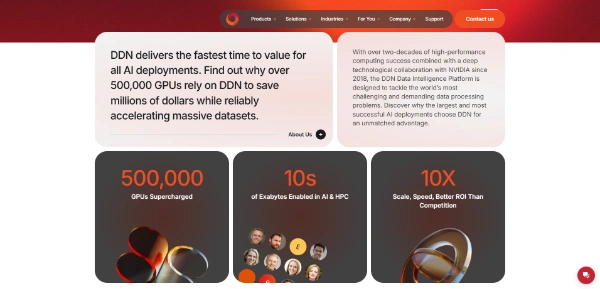 Products
Solutions
Industries
For You
Company
Support
Contact us
DDN delivers the fastest time to value for
all AI deployments. Find out why over
500,000 GPUs rely on DDN to save
millions of dollars while reliably
accelerating massive datasets.
About Us
With over two-decades of high-performance
computing success combined with a deep
technological collaboration with NVIDIA since
2018, the DDN Data Intelligence Platform is
designed to tackle the world's most
challenging and demanding data processing
problems. Discover why the largest and most
successful AI deployments choose DDN for
an unmatched advantage.
500,000
GPUs Supercharged
10s
of Exabytes Enabled in AI & HPC
10X
Scale, Speed, Better ROI Than
Competition